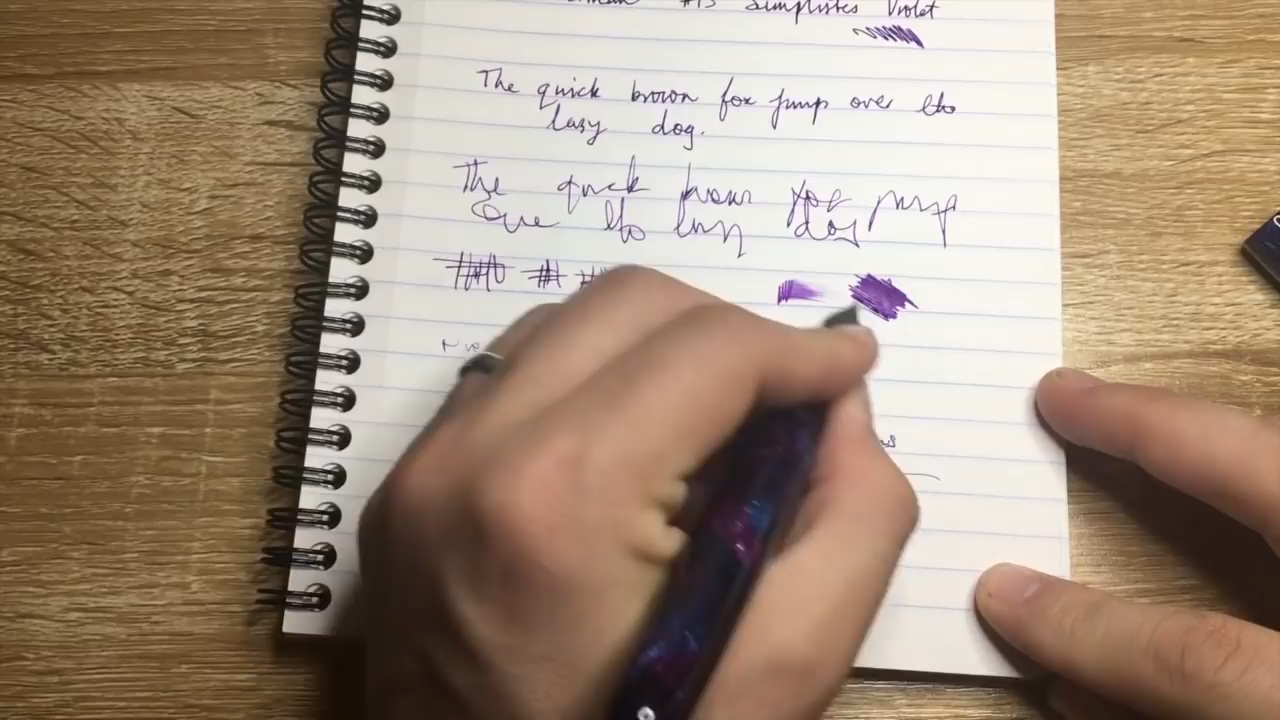 #15 Simplistes Violet
The quick brown fox jump over the
lazy dog.
The quick brown fox jump
over the lazy dog